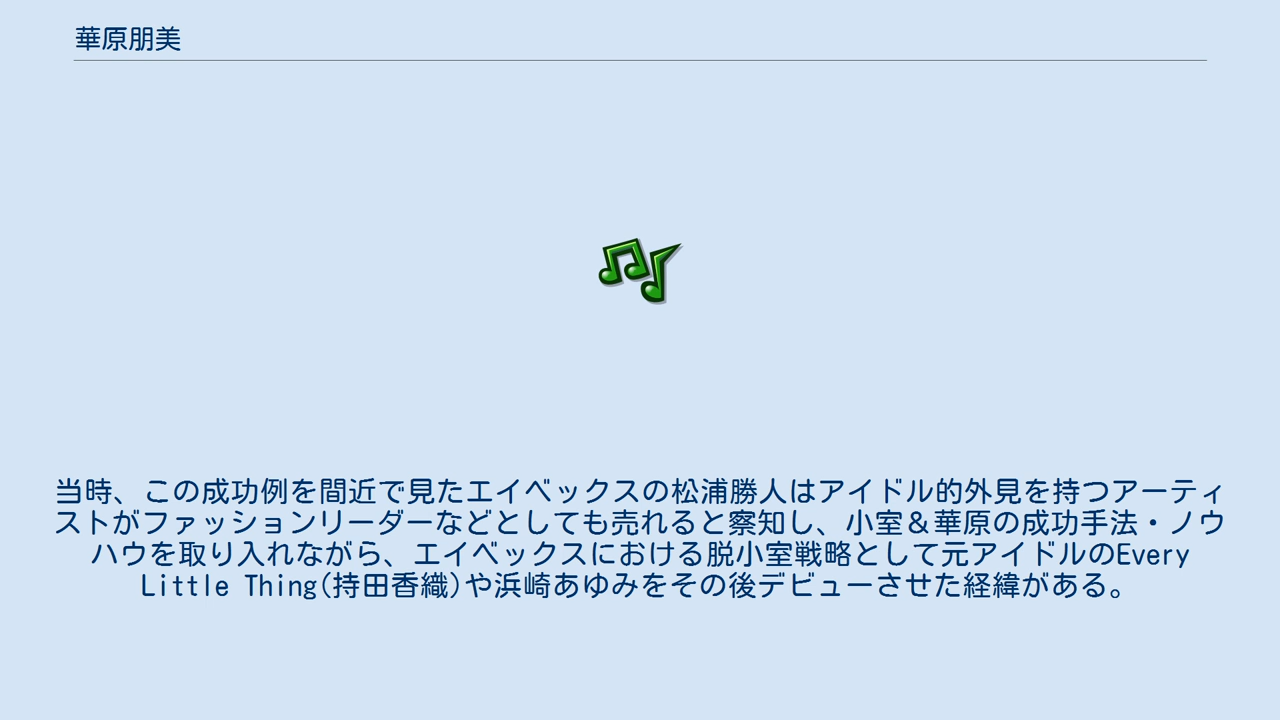 華原朋美
当時、この成功例を間近で見たエイベックスの松浦勝人はアイドル的外見を持つアーティ
ストがファッションリーダーなどとしても売れると察知し、小室＆華原の成功手法・ノウ
ハウを取り入れながら、エイベックスにおける脱小室戦略として元アイドルのEvery
Little Thing(持田香織)や浜崎あゆみをその後デビューさせた経緯がある。